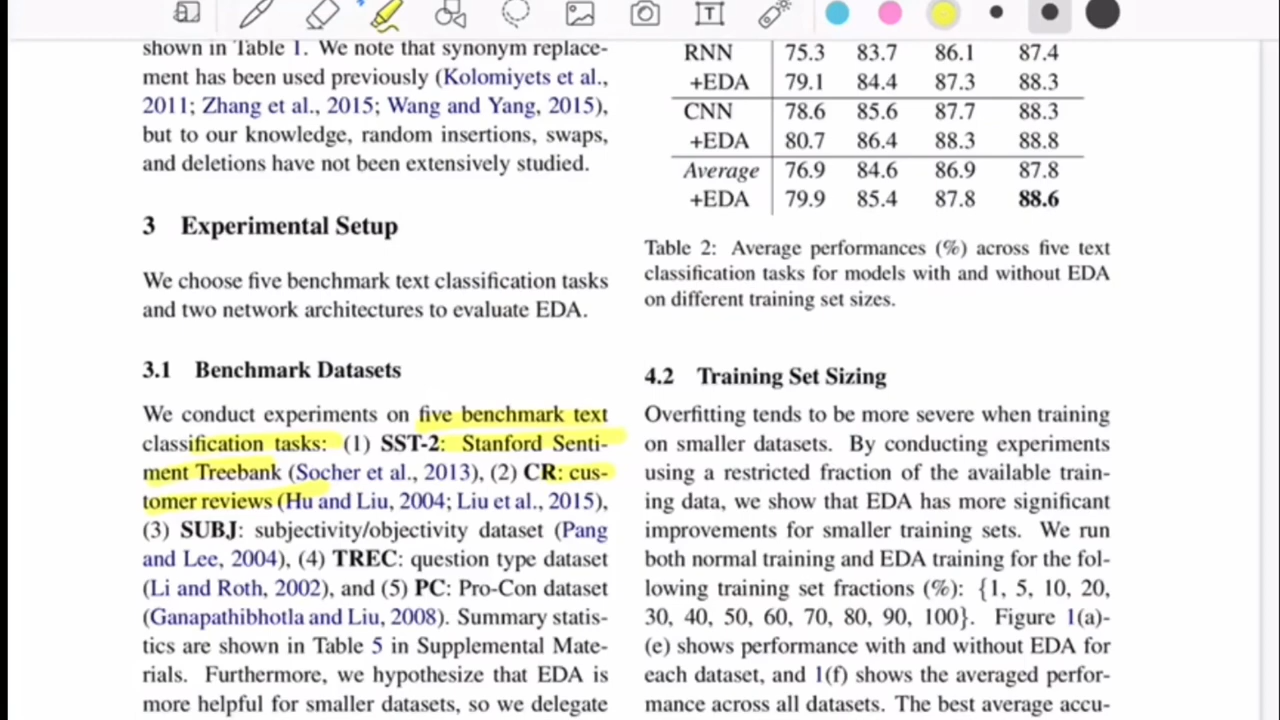 T
shown in Table 1. We note that synonym replace-
ment has been used previously (Kolomiyets et al.,
2011; Zhang et al., 2015; Wang and Yang, 2015),
but to our knowledge, random insertions, swaps,
and deletions have not been extensively studied.
3 Experimental Setup
We choose five benchmark text classification tasks
and two network architectures to evaluate EDA.
3.1 Benchmark Datasets
We conduct experiments on five benchmark text
classification tasks: (1) SST-2: Stanford Senti-
ment Treebank (Socher et al., 2013), (2) CR: cus-
tomer reviews (Hu and Liu, 2004; Liu et al., 2015),
(3) SUBJ: subjectivity/objectivity dataset (Pang
and Lee, 2004), (4) TREC: question type dataset
(Li and Roth, 2002), and (5) PC: Pro-Con dataset
(Ganapathibhotla and Liu, 2008). Summary statis-
tics are shown in Table 5 in Supplemental Mate-
rials. Furthermore, we hypothesize that EDA is
more helpful for smaller datasets, so we delegate
RNN 75.3 83.7 86.1 87.4
+EDA 79.1 84.4 87.3 88.3
CNN 78.6 85.6 87.7 88.3
+EDA 80.7 86.4 88.3 88.8
Average 76.9 84.6 86.9 87.8
+EDA 79.9 85.4 87.8 88.6
Table 2: Average performances (%) across five text
classification tasks for models with and without EDA
on different training set sizes.
4.2 Training Set Sizing
Overfitting tends to be more severe when training
on smaller datasets. By conducting experiments
using a restricted fraction of the available train-
ing data, we show that EDA has more significant
improvements for smaller training sets. We run
both normal training and EDA training for the fol-
lowing training set fractions (%): {1, 5, 10, 20,
30, 40, 50, 60, 70, 80, 90, 100}. Figure 1(a)-
(e) shows performance with and without EDA for
each dataset, and 1(f) shows the averaged perfor-
mance across all datasets. The best average accu-